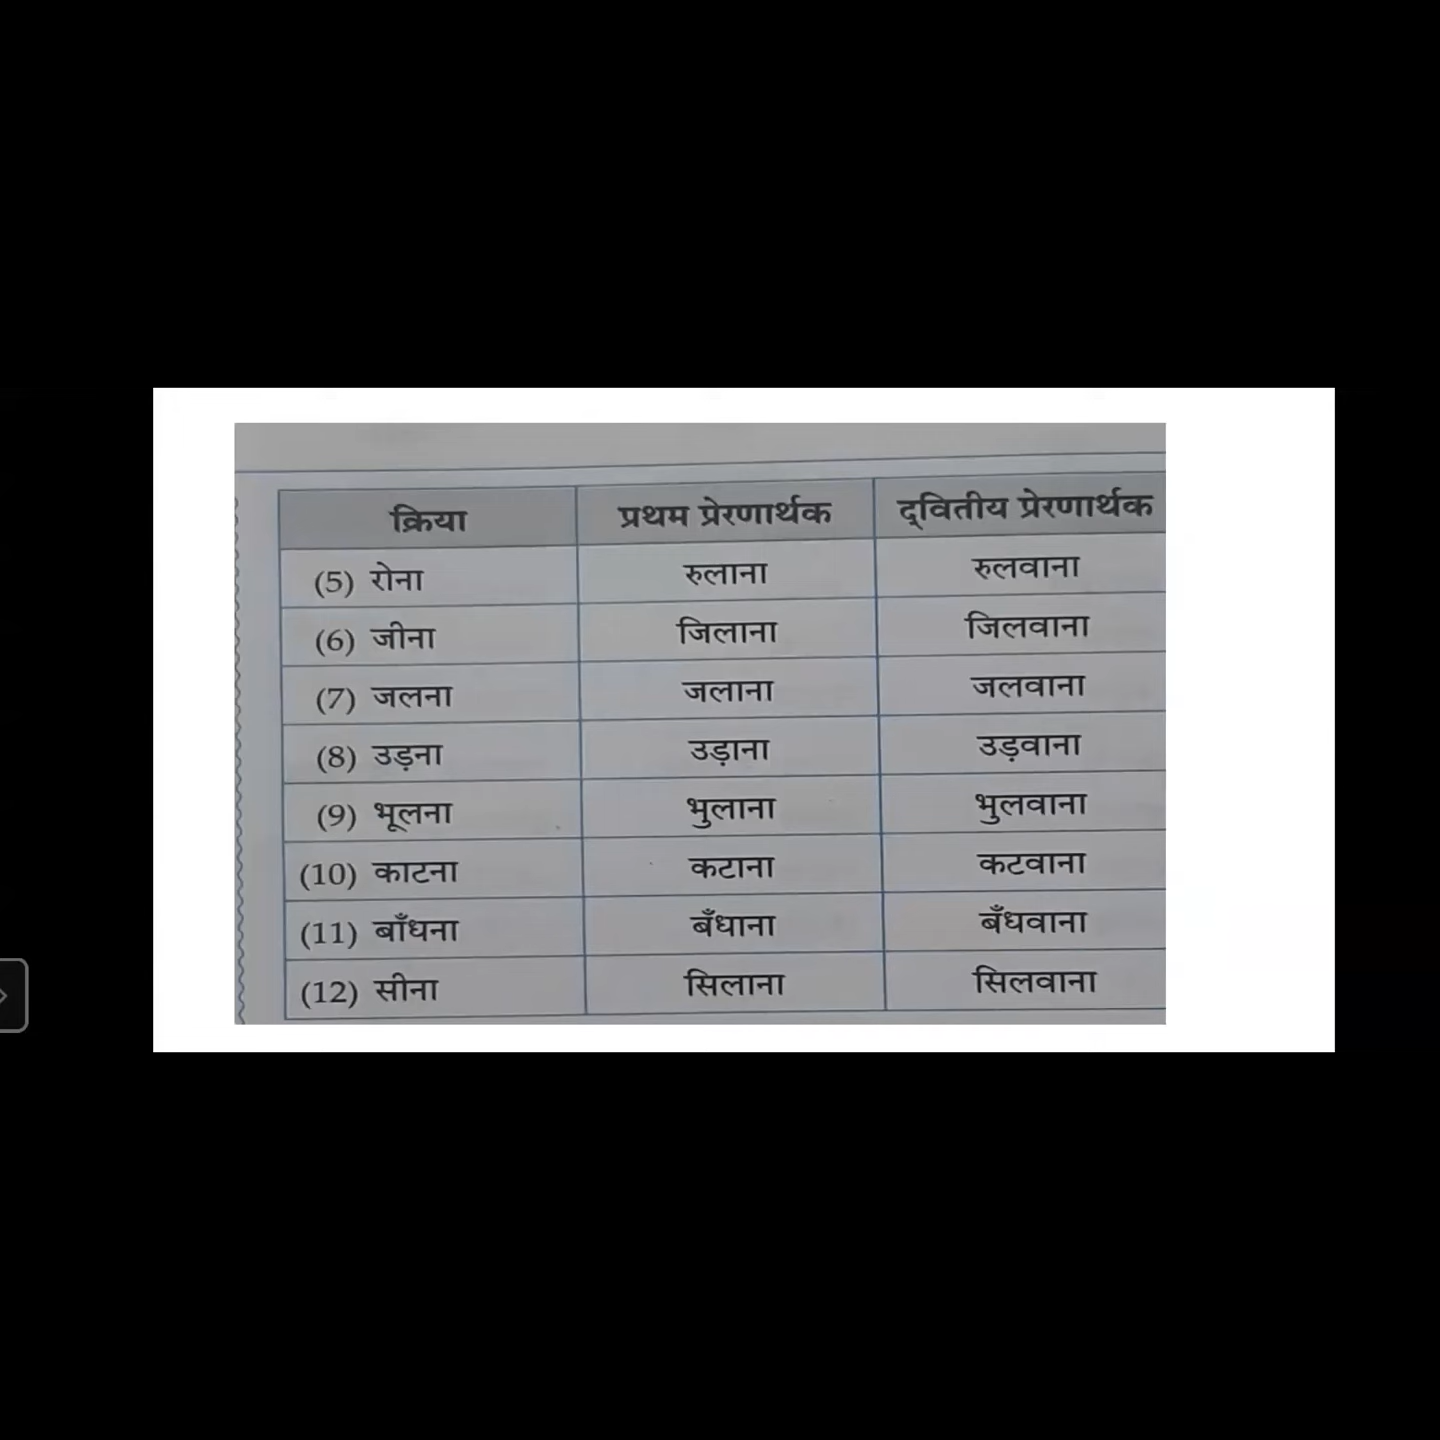 क्रिया प्रथम प्रेरणार्थक द्‌वितीय प्रेरणार्थक
(5) रोना रुलाना रुलवाना
(6) जीना जिलाना जिलवाना
(7) जलना जलाना जलवाना
(8) उड़ना उड़ाना उड़वाना
(9) भूलना भुलाना भुलवाना
(10) काटना कटाना कटवाना
(11) बाँधना बँधाना बँधवाना
(12) सीना सिलाना सिलवाना